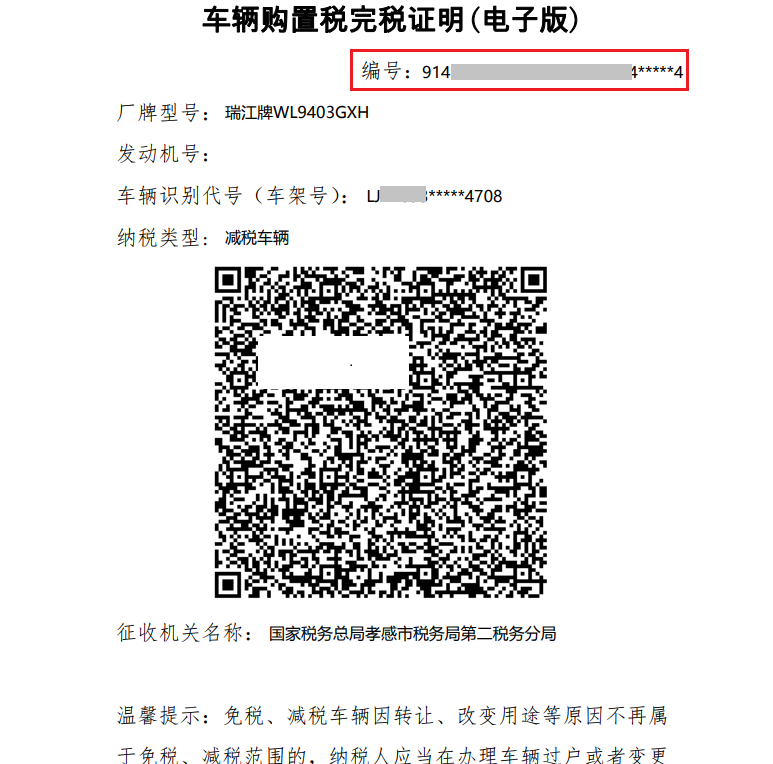 车辆购置税完税证明(电子版)
编号：914 4*****4
厂牌型号： 瑞江牌WL9403GXH
发动机号：
车辆识别代号（车架号）： LJ *****4708
纳税类型： 减税车辆
征收机关名称： 国家税务总局孝感市税务局第二税务分局
温馨提示：免税、减税车辆因转让、改变用途等原因不再属
于免税、减税范围的，纳税人应当在办理车辆过户或者变更